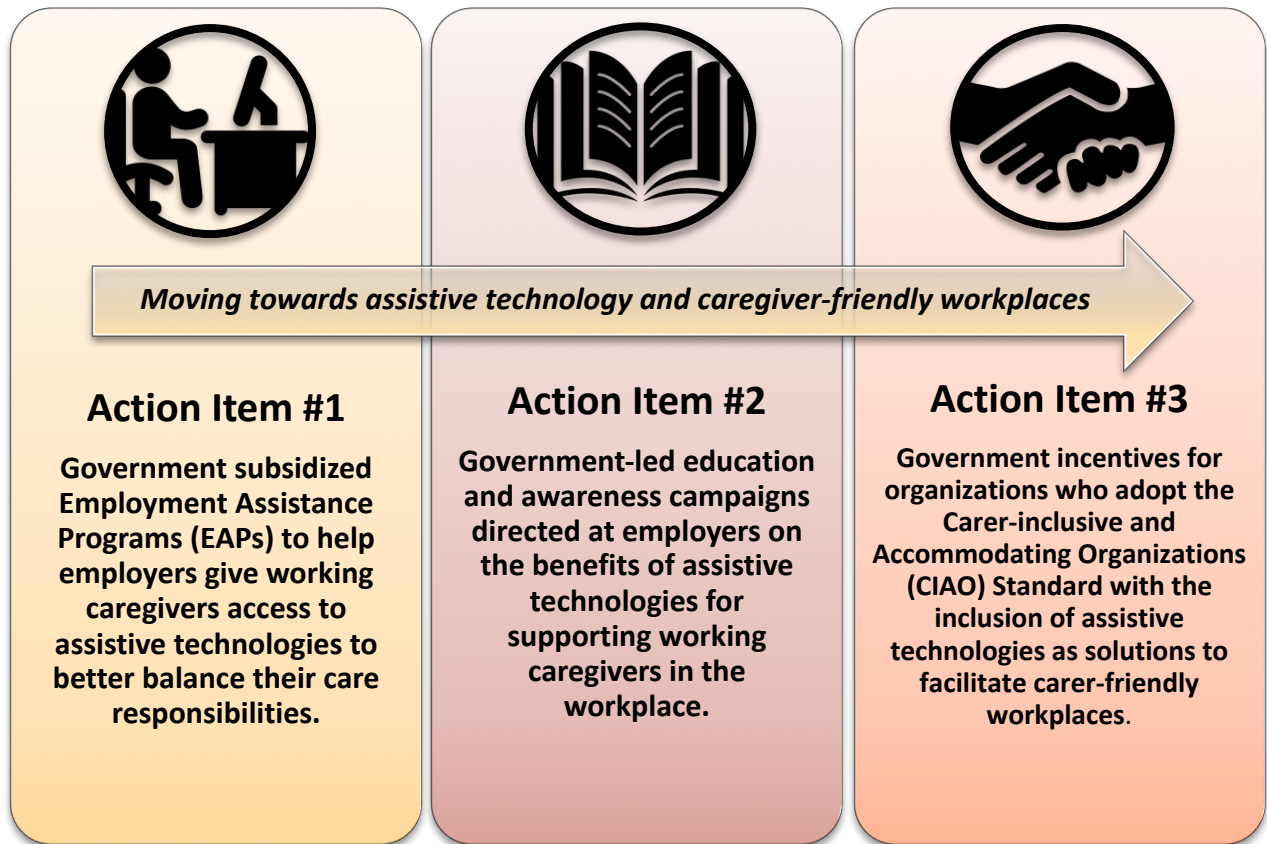 Moving towards assistive technology and caregiver-friendly workplaces
Action Item #1
Government subsidized
Employment Assistance
Programs (EAPs) to help
employers give working
caregivers access to
assistive technologies to
better balance their care
responsibilities.
Action Item #2
Government-led education
and awareness campaigns
directed at employers on
the benefits of assistive
technologies for
supporting working
caregivers in the
workplace.
Action Item #3
Government incentives for
organizations who adopt the
Carer-inclusive and
Accommodating Organizations
(CIAO) Standard with the
inclusion of assistive
technologies as solutions to
facilitate carer-friendly
workplaces.